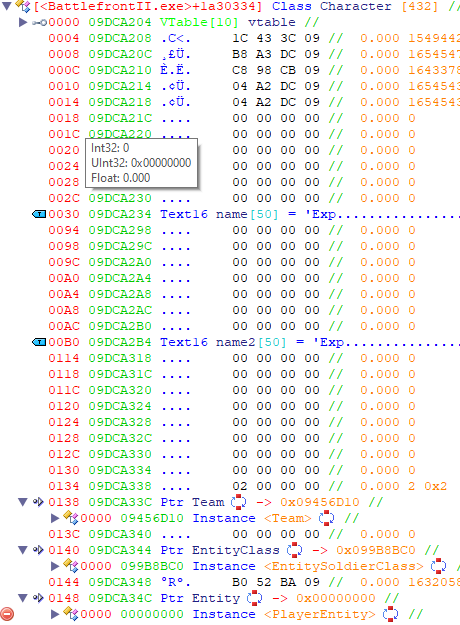 [<BattlefrontII.exe>+1a30334] Class Character [432] //
0000 09DCA204 VTable[10] vtable //
0004 09DCA208 .C<. 1C 43 3C 09 // 0.000 1549442
0008 09DCA20C ¸£Ü. B8 A3 DC 09 // 0.000 1654547
000C 09DCA210 È.Ë. C8 98 CB 09 // 0.000 1643378
0010 09DCA214 .¢Ü. 04 A2 DC 09 // 0.000 1654543
0014 09DCA218 .¢Ü. 04 A2 DC 09 // 0.000 1654543
0018 09DCA21C .... 00 00 00 00 // 0.000 0
001C 09DCA220 .... 00 00 00 00 // 0.000 0
0020 00 00 00 00 // 0.000 0
0024 00 00 00 00 // 0.000 0
0028 00 00 00 00 // 0.000 0
Int32: 0
UInt32: 0x00000000
Float: 0.000
002C 09DCA230 .... 00 00 00 00 // 0.000 0
0030 09DCA234 Text16 name[50] = 'Exp..................
0094 09DCA298 .... 00 00 00 00 // 0.000 0
0098 09DCA29C .... 00 00 00 00 // 0.000 0
009C 09DCA2A0 .... 00 00 00 00 // 0.000 0
00A0 09DCA2A4 .... 00 00 00 00 // 0.000 0
00A4 09DCA2A8 .... 00 00 00 00 // 0.000 0
00A8 09DCA2AC .... 00 00 00 00 // 0.000 0
00AC 09DCA2B0 .... 00 00 00 00 // 0.000 0
00B0 09DCA2B4 Text16 name2[50] = 'Exp.................
0114 09DCA318 .... 00 00 00 00 // 0.000 0
0118 09DCA31C .... 00 00 00 00 // 0.000 0
011C 09DCA320 .... 00 00 00 00 // 0.000 0
0120 09DCA324 .... 00 00 00 00 // 0.000 0
0124 09DCA328 .... 00 00 00 00 // 0.000 0
0128 09DCA32C .... 00 00 00 00 // 0.000 0
012C 09DCA330 .... 00 00 00 00 // 0.000 0
0130 09DCA334 .... 00 00 00 00 // 0.000 0
0134 09DCA338 .... 02 00 00 00 // 0.000 2 0x2
0138 09DCA33C Ptr Team -> 0x09456D10 //
0000 09456D10 Instance <Team> //
013C 09DCA340 .... 00 00 00 00 // 0.000 0
0140 09DCA344 Ptr EntityClass -> 0x099B8BC0 //
0000 099B8BC0 Instance <EntitySoldierClass> //
0144 09DCA348 °R°. B0 52 BA 09 // 0.000 1632058
0148 09DCA34C Ptr Entity -> 0x00000000 //
0000 00000000 Instance <PlayerEntity> //